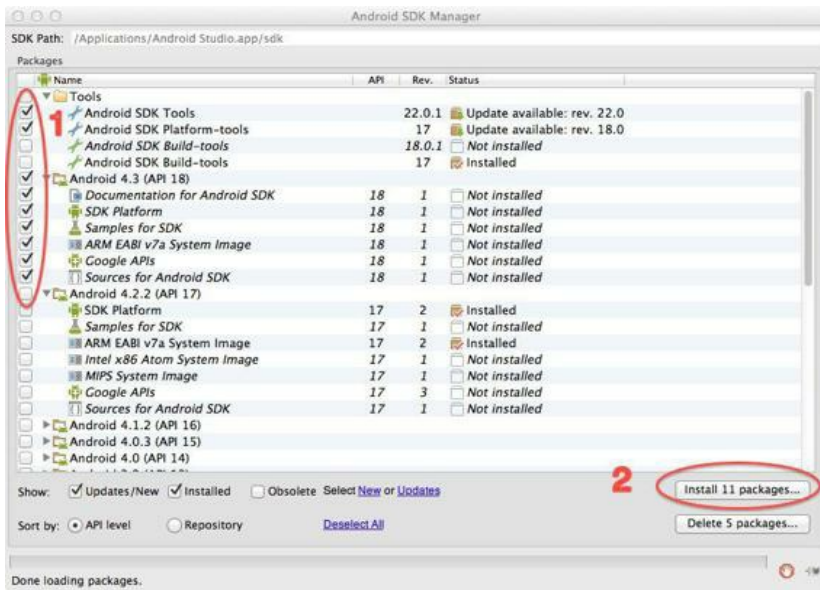 Android SDK Manager
SDK Path: /Applications/Android Studio.app/sdk
Packages
Name API Rev. Status
Tools
1 Android SDK Tools 22.0.1 Update available: rev. 22.0
Android SDK Platform-tools 17 Update available: rev. 18.0
Android SDK Build-tools 18.0.1 Not installed
Android SDK Build-tools 17 Installed
Android 4.3 (API 18)
Documentation for Android SDK 18 1 Not installed
SDK Platform 18 1 Not installed
Samples for SDK 18 1 Not installed
ARM EABI v7a System Image 18 1 Not installed
Google APIs 18 1 Not installed
Sources for Android SDK 18 1 Not installed
Android 4.2.2 (API 17)
SDK Platform 17 2 Installed
Samples for SDK 17 1 Not installed
ARM EABI v7a System Image 17 2 Installed
Intel x86 Atom System Image 17 1 Not installed
MIPS System Image 17 1 Not installed
Google APIs 17 3 Not installed
Sources for Android SDK 17 1 Not installed
Android 4.1.2 (API 16)
Android 4.0.3 (API 15)
Android 4.0 (API 14)
Show: Updates/New Installed Obsolete Select New or Updates 2 Install 11 packages...
Sort by: API level Repository Deselect All Delete 5 packages...
Done loading packages.